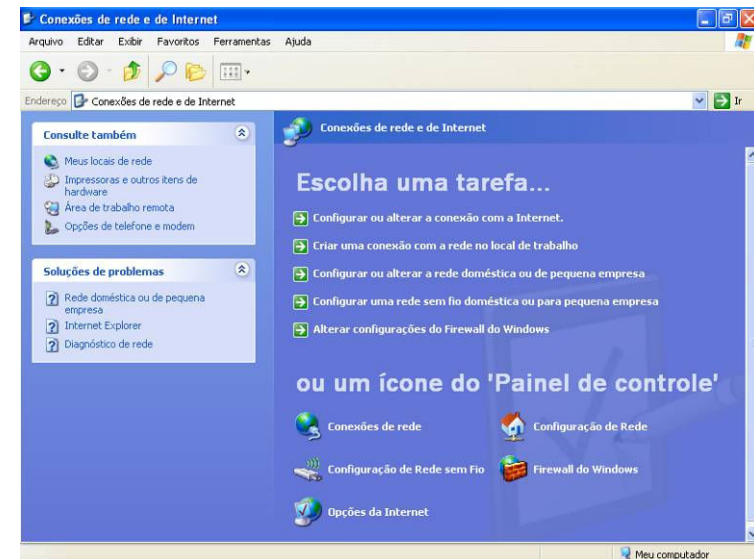 Conexões de rede e de Internet
Arquivo Editar Exibir Favoritos Ferramentas Ajuda
Endereço Conexões de rede e de Internet Ir
Consulte também
Meus locais de rede
Impressoras e outros itens de
hardware
Área de trabalho remota
Opções de telefone e modem
Soluções de problemas
Rede doméstica ou de pequena
empresa
Internet Explorer
Diagnóstico de rede
Conexões de rede e de Internet
Escolha uma tarefa...
Configurar ou alterar a conexão com a Internet.
Criar uma conexão com a rede no local de trabalho
Configurar ou alterar a rede doméstica ou de pequena empresa
Configurar uma rede sem fio doméstica ou para pequena empresa
Alterar configurações do Firewall do Windows
ou um ícone do 'Painel de controle'
Conexões de rede Configuração de Rede
Configuração de Rede sem Fio Firewall do Windows
Opções da Internet
Meu computador